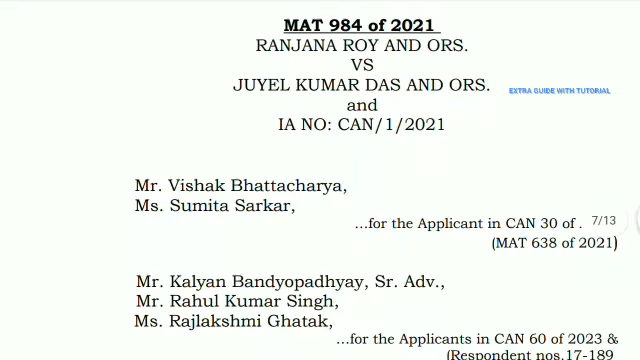 MAT 984 of 2021
RANJANA ROY AND ORS.
VS
JUYEL KUMAR DAS AND ORS.
EXTRA GUIDE WITH TUTORIAL
and
IA NO: CAN/1/2021
Mr. Vishak Bhattacharya,
Ms. Sumita Sarkar,
...for the Applicant in CAN 30 of .
7/13
(MAT 638 of 2021)
Mr. Kalyan Bandyopadhyay, Sr. Adv.,
Mr. Rahul Kumar Singh,
Ms. Rajlakshmi Ghatak,
...for the Applicants in CAN 60 of 2023 &
(Respondent nos.17-189